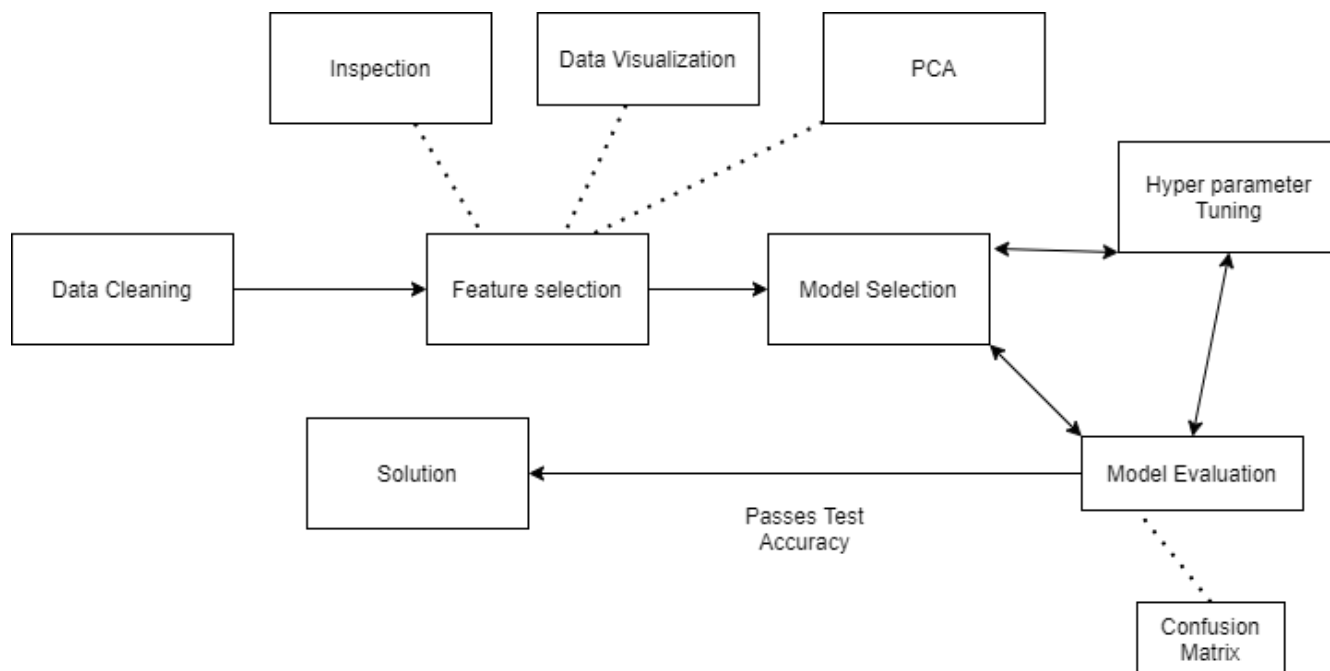 Inspection
Data Visualization
PCA
Hyper parameter
Tuning
Data Cleaning
Feature selection
Model Selection
Solution
Model Evaluation
Passes Test
Accuracy
Confusion
Matrix